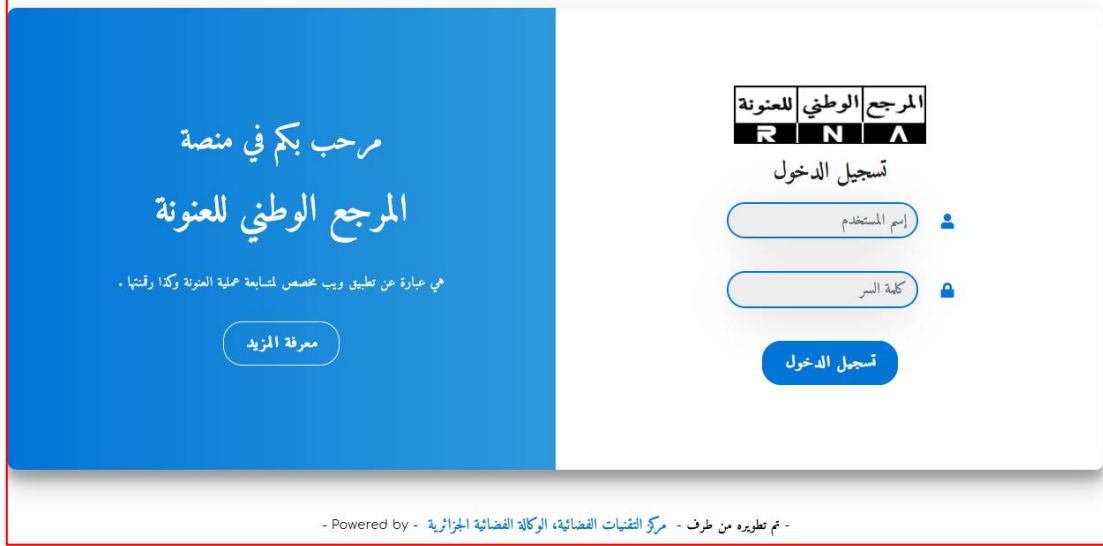 المرجع الوطني للعنونة
RNA
تسجيل الدخول
إسم المستخدم
كلمة السر
تسجيل الدخول
مرحب بكم في منصة
المرجع الوطني للعنونة
هي عبارة عن تطبيق ويب مخصص لمتابعة عملية العنونة وكذا رقمنتها .
معرفة المزيد
- تم تطويره من طرف - مركز التقنيات الفضائية، الوكالة الفضائية الجزائرية - Powered by -